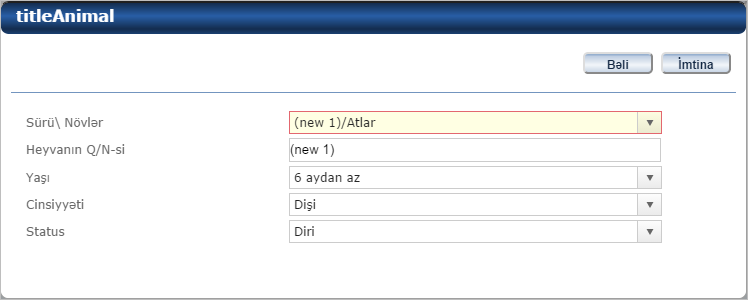 titleAnimal
Bəli İmtina
Sürü\ Növlər (new 1)/Atlar
Heyvanın Q/N-si (new 1)
Yaşı 6 aydan az
Cinsiyyəti Dişi
Status Diri